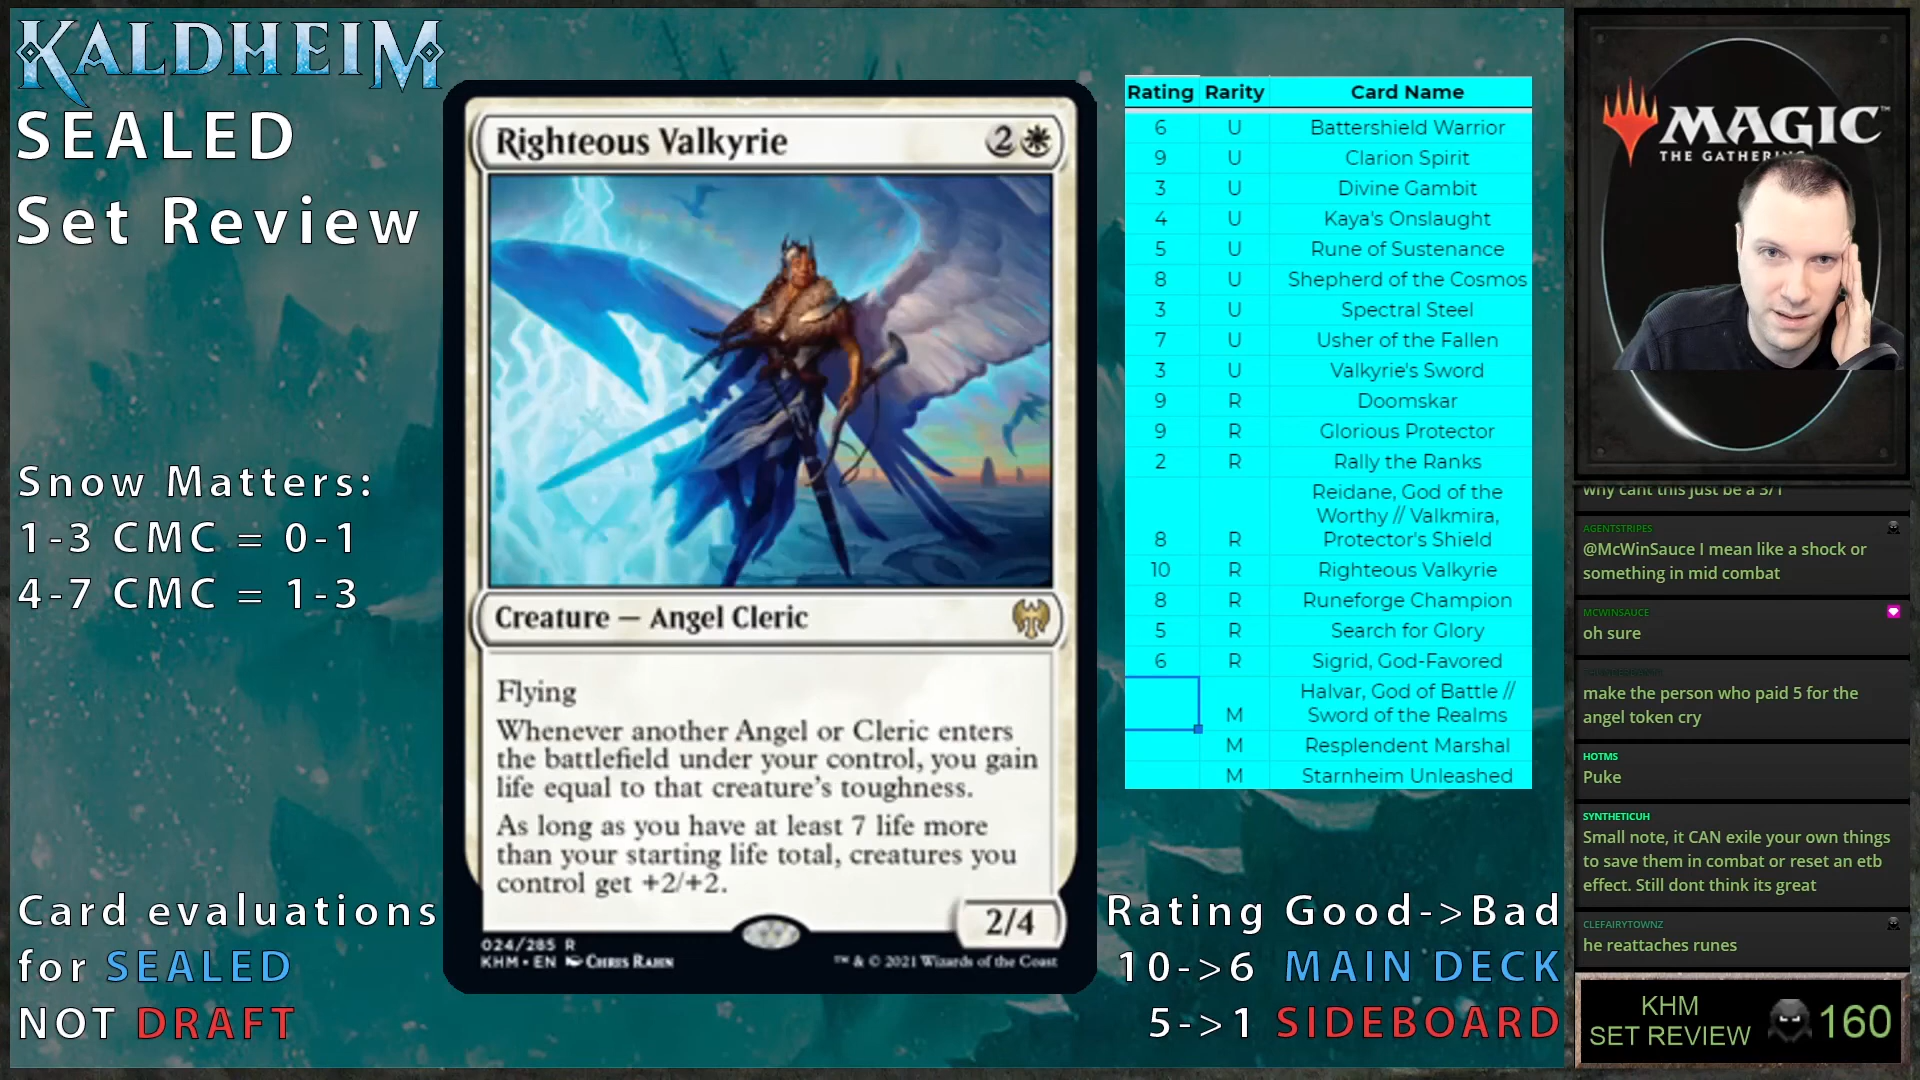 KALDHEIM
SEALED
Set Review
Snow Matters:
1-3 CMC = 0-1
4-7 CMC = 1-3
Card evaluations
for SEALED
NOT DRAFT
Righteous Valkyrie 2
Creature — Angel Cleric
Flying
Whenever another Angel or Cleric enters
the battlefield under your control, you gain
life equal to that creature's toughness.
As long as you have at least 7 life more
than your starting life total, creatures you
control get +2/+2.
2/4
024/285 R
KHM • EN Chris Rahn
™ & © 2021 Wizards of the Coast
Rating Rarity Card Name
6 U Battershield Warrior
9 U Clarion Spirit
3 U Divine Gambit
4 U Kaya's Onslaught
5 U Rune of Sustenance
8 U Shepherd of the Cosmos
3 U Spectral Steel
7 U Usher of the Fallen
3 U Valkyrie's Sword
9 R Doomskar
9 R Glorious Protector
2 R Rally the Ranks
Reidane, God of the
Worthy // Valkmira,
8 R Protector's Shield
10 R Righteous Valkyrie
8 R Runeforge Champion
5 R Search for Glory
6 R Sigrid, God-Favored
Halvar, God of Battle //
M Sword of the Realms
M Resplendent Marshal
M Starnheim Unleashed
Rating Good->Bad
10->6 MAIN DECK
5->1 SIDEBOARD
MAGIC™
THE GATHERING
why cant this just be a 3/1
AGENTSTRIPES
@McWinSauce I mean like a shock or
something in mid combat
MCWINSAUCE
oh sure
make the person who paid 5 for the
angel token cry
HOTMS
Puke
SYNTHETICUH
Small note, it CAN exile your own things
to save them in combat or reset an etb
effect. Still dont think its great
CLEFAIRYTOWNZ
he reattaches runes
KHM
SET REVIEW 160